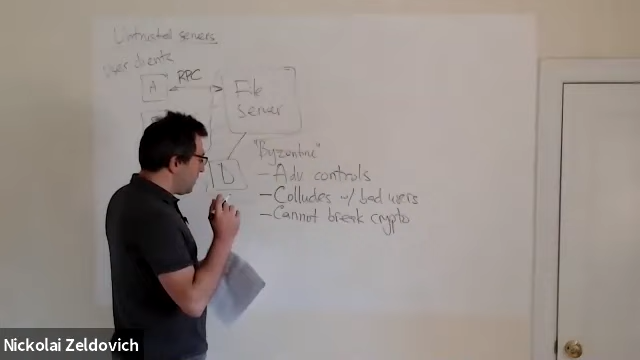 Untrusted servers
User clients
A
RPC
File
Server
"Byzantine"
- Adv controls
- Colludes w/ bad users
- Cannot break crypto
Nickolai Zeldovich